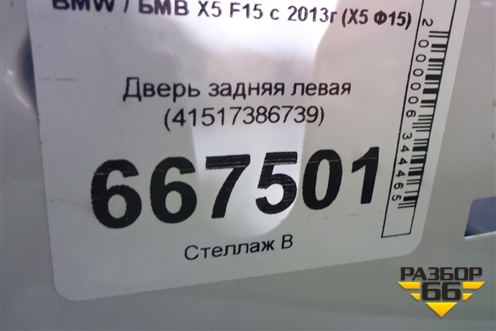 BMW / БМВ X5 F15 с 2013г (X5 Ф15)
Дверь задняя левая
(41517386739)
667501
Стеллаж В
2000006344465
РАЗБОР
66